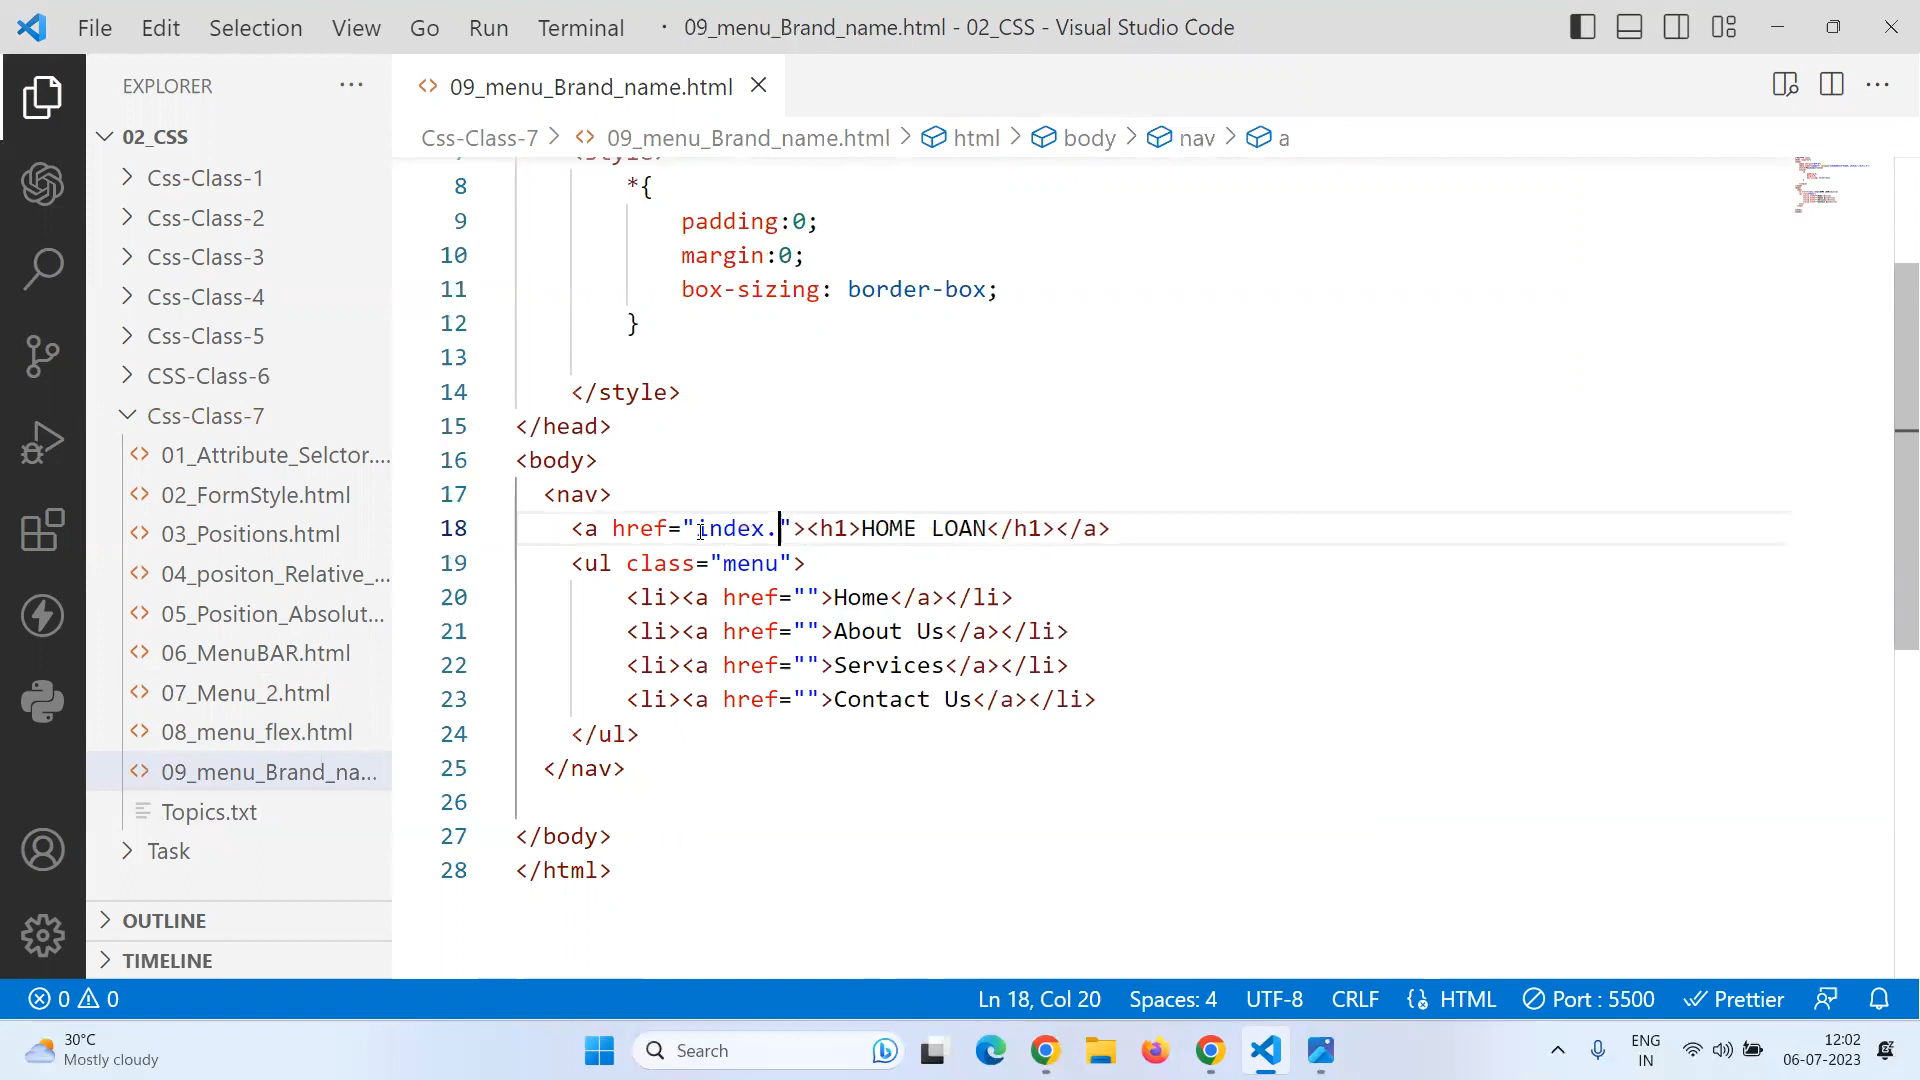 File Edit Selection View Go Run Terminal · 09_menu_Brand_name.html - 02_CSS - Visual Studio Code
EXPLORER ···
02_CSS
Css-Class-1
Css-Class-2
Css-Class-3
Css-Class-4
Css-Class-5
CSS-Class-6
Css-Class-7
01_Attribute_Selctor....
02_FormStyle.html
03_Positions.html
04_positon_Relative_...
05_Position_Absolut...
06_MenuBAR.html
07_Menu_2.html
08_menu_flex.html
09_menu_Brand_na...
Topics.txt
Task
OUTLINE
TIMELINE
09_menu_Brand_name.html
Css-Class-7 > 09_menu_Brand_name.html > html > body > nav > a
<style>
8 *{
9 padding:0;
10 margin:0;
11 box-sizing: border-box;
12 }
13
14 </style>
15 </head>
16 <body>
17 <nav>
18 <a href="index."><h1>HOME LOAN</h1></a>
19 <ul class="menu">
20 <li><a href="">Home</a></li>
21 <li><a href="">About Us</a></li>
22 <li><a href="">Services</a></li>
23 <li><a href="">Contact Us</a></li>
24 </ul>
25 </nav>
26
27 </body>
28 </html>
0 0 Ln 18, Col 20 Spaces: 4 UTF-8 CRLF HTML Port : 5500 Prettier
30°C
Mostly cloudy
Search
ENG
IN
12:02
06-07-2023